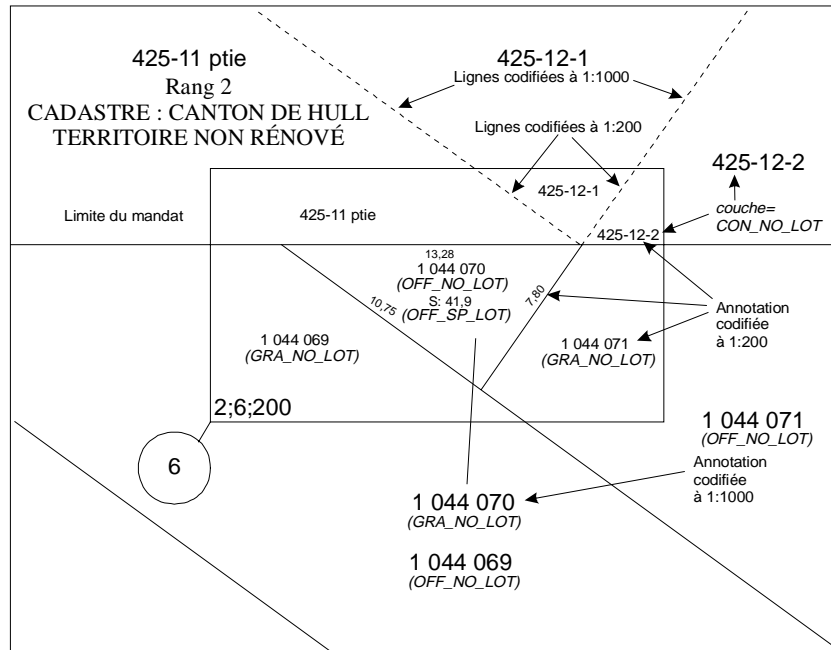 425-11 ptie
Rang 2
CADASTRE : CANTON DE HULL
TERRITOIRE NON RÉNOVÉ
425-12-1
Lignes codifiées à 1:1000
Lignes codifiées à 1:200
425-12-2
couche=
CON_NO_LOT
425-12-1
Limite du mandat
425-11 ptie
425-12-2
13,28
1 044 070
(OFF_NO_LOT)
S: 41,9
(OFF_SP_LOT)
10,75
7,80
Annotation
codifiée
à 1:200
1 044 069
(GRA_NO_LOT)
1 044 071
(GRA_NO_LOT)
2;6;200
6
1 044 071
(OFF_NO_LOT)
Annotation
codifiée
à 1:1000
1 044 070
(GRA_NO_LOT)
1 044 069
(OFF_NO_LOT)